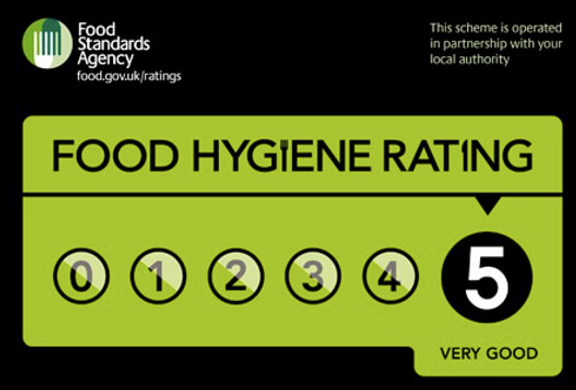 Food
Standards
Agency
food.gov.uk/ratings
This scheme is operated
in partnership with your
local authority
FOOD HYGIENE RATING
0 1 2 3 4 5
VERY GOOD